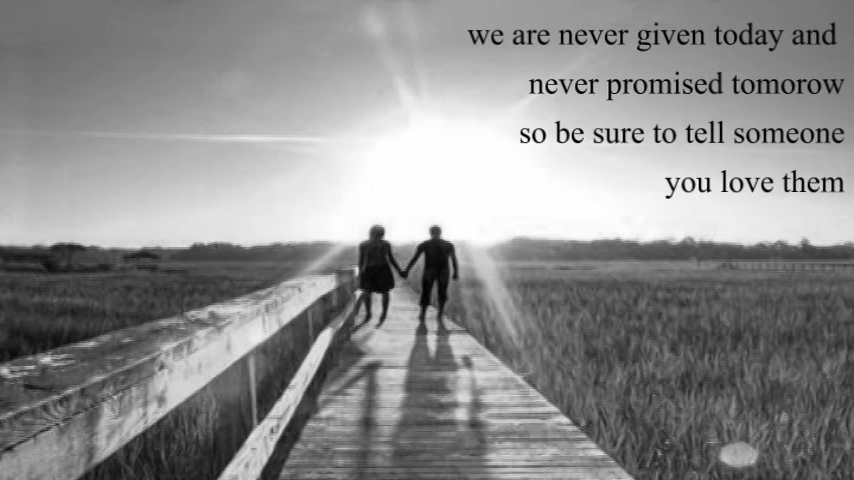 we are never given today and
never promised tomorow
so be sure to tell someone
you love them